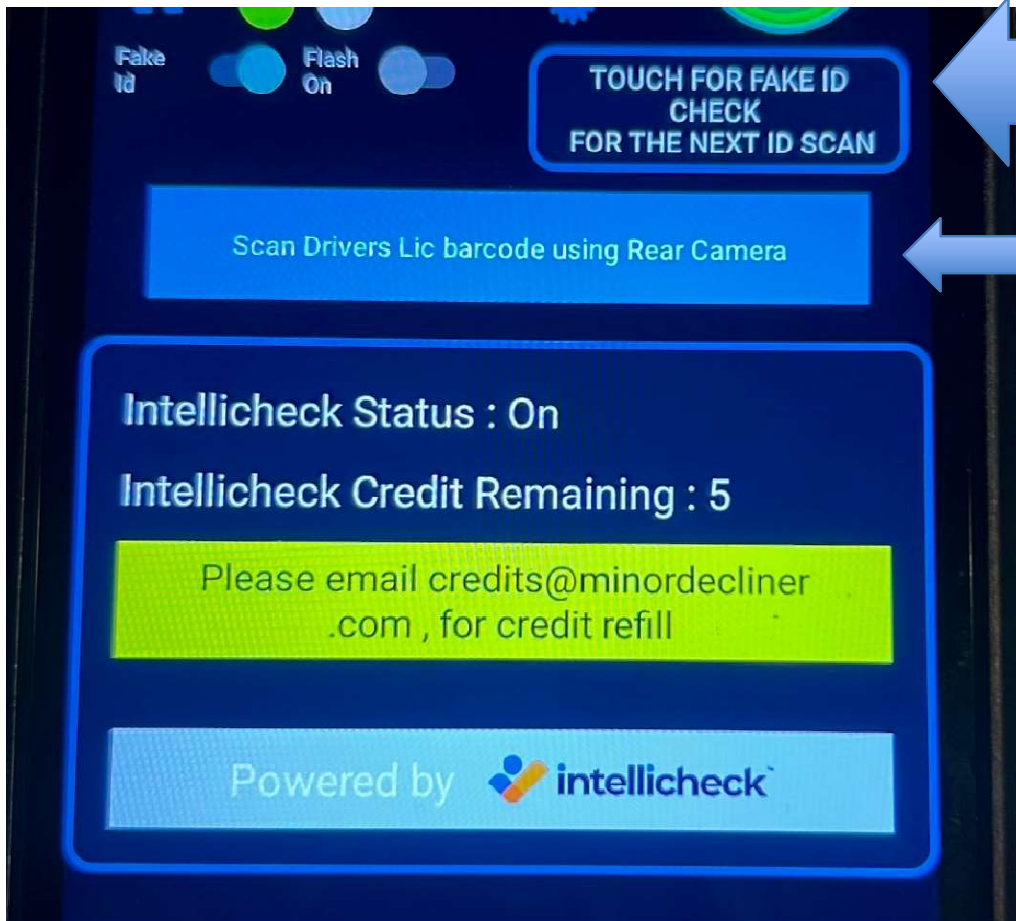 Fake
Id
Flash
On
TOUCH FOR FAKE ID
CHECK
FOR THE NEXT ID SCAN
Scan Drivers Lic barcode using Rear Camera
Intellicheck Status : On
Intellicheck Credit Remaining : 5
Please email credits@minordecliner
.com , for credit refill
Powered by intellicheck